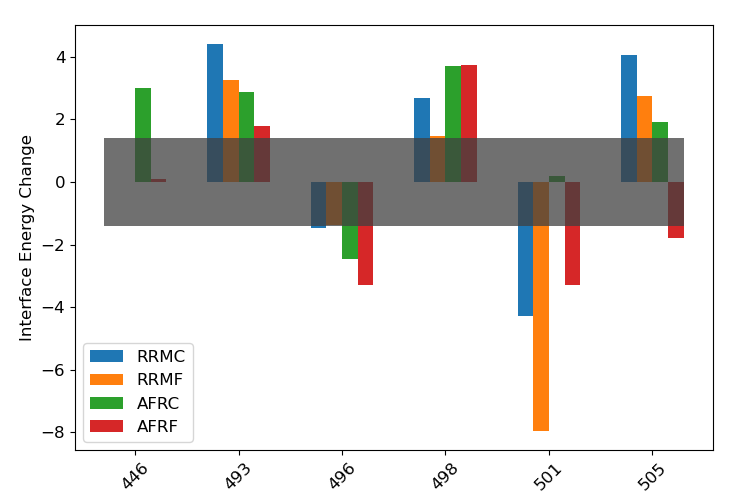 Interface Energy Change
4
2
0
−2
−4
−6
−8
RRMC
RRMF
AFRC
AFRF
446
493
496
498
501
505